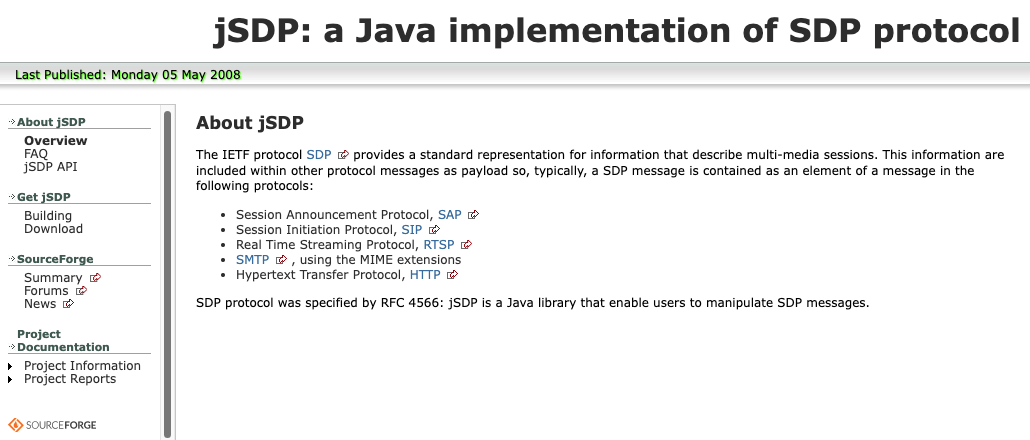 jSDP: a Java implementation of SDP protocol
Last Published: Monday 05 May 2008
About jSDP
Overview
FAQ
jSDP API
Get jSDP
Building
Download
SourceForge
Summary
Forums
News
Project
Documentation
Project Information
Project Reports
SOURCEFORGE
About jSDP
The IETF protocol SDP provides a standard representation for information that describe multi-media sessions. This information are
included within other protocol messages as payload so, typically, a SDP message is contained as an element of a message in the
following protocols:
• Session Announcement Protocol, SAP
• Session Initiation Protocol, SIP
• Real Time Streaming Protocol, RTSP
• SMTP , using the MIME extensions
• Hypertext Transfer Protocol, HTTP
SDP protocol was specified by RFC 4566: jSDP is a Java library that enable users to manipulate SDP messages.